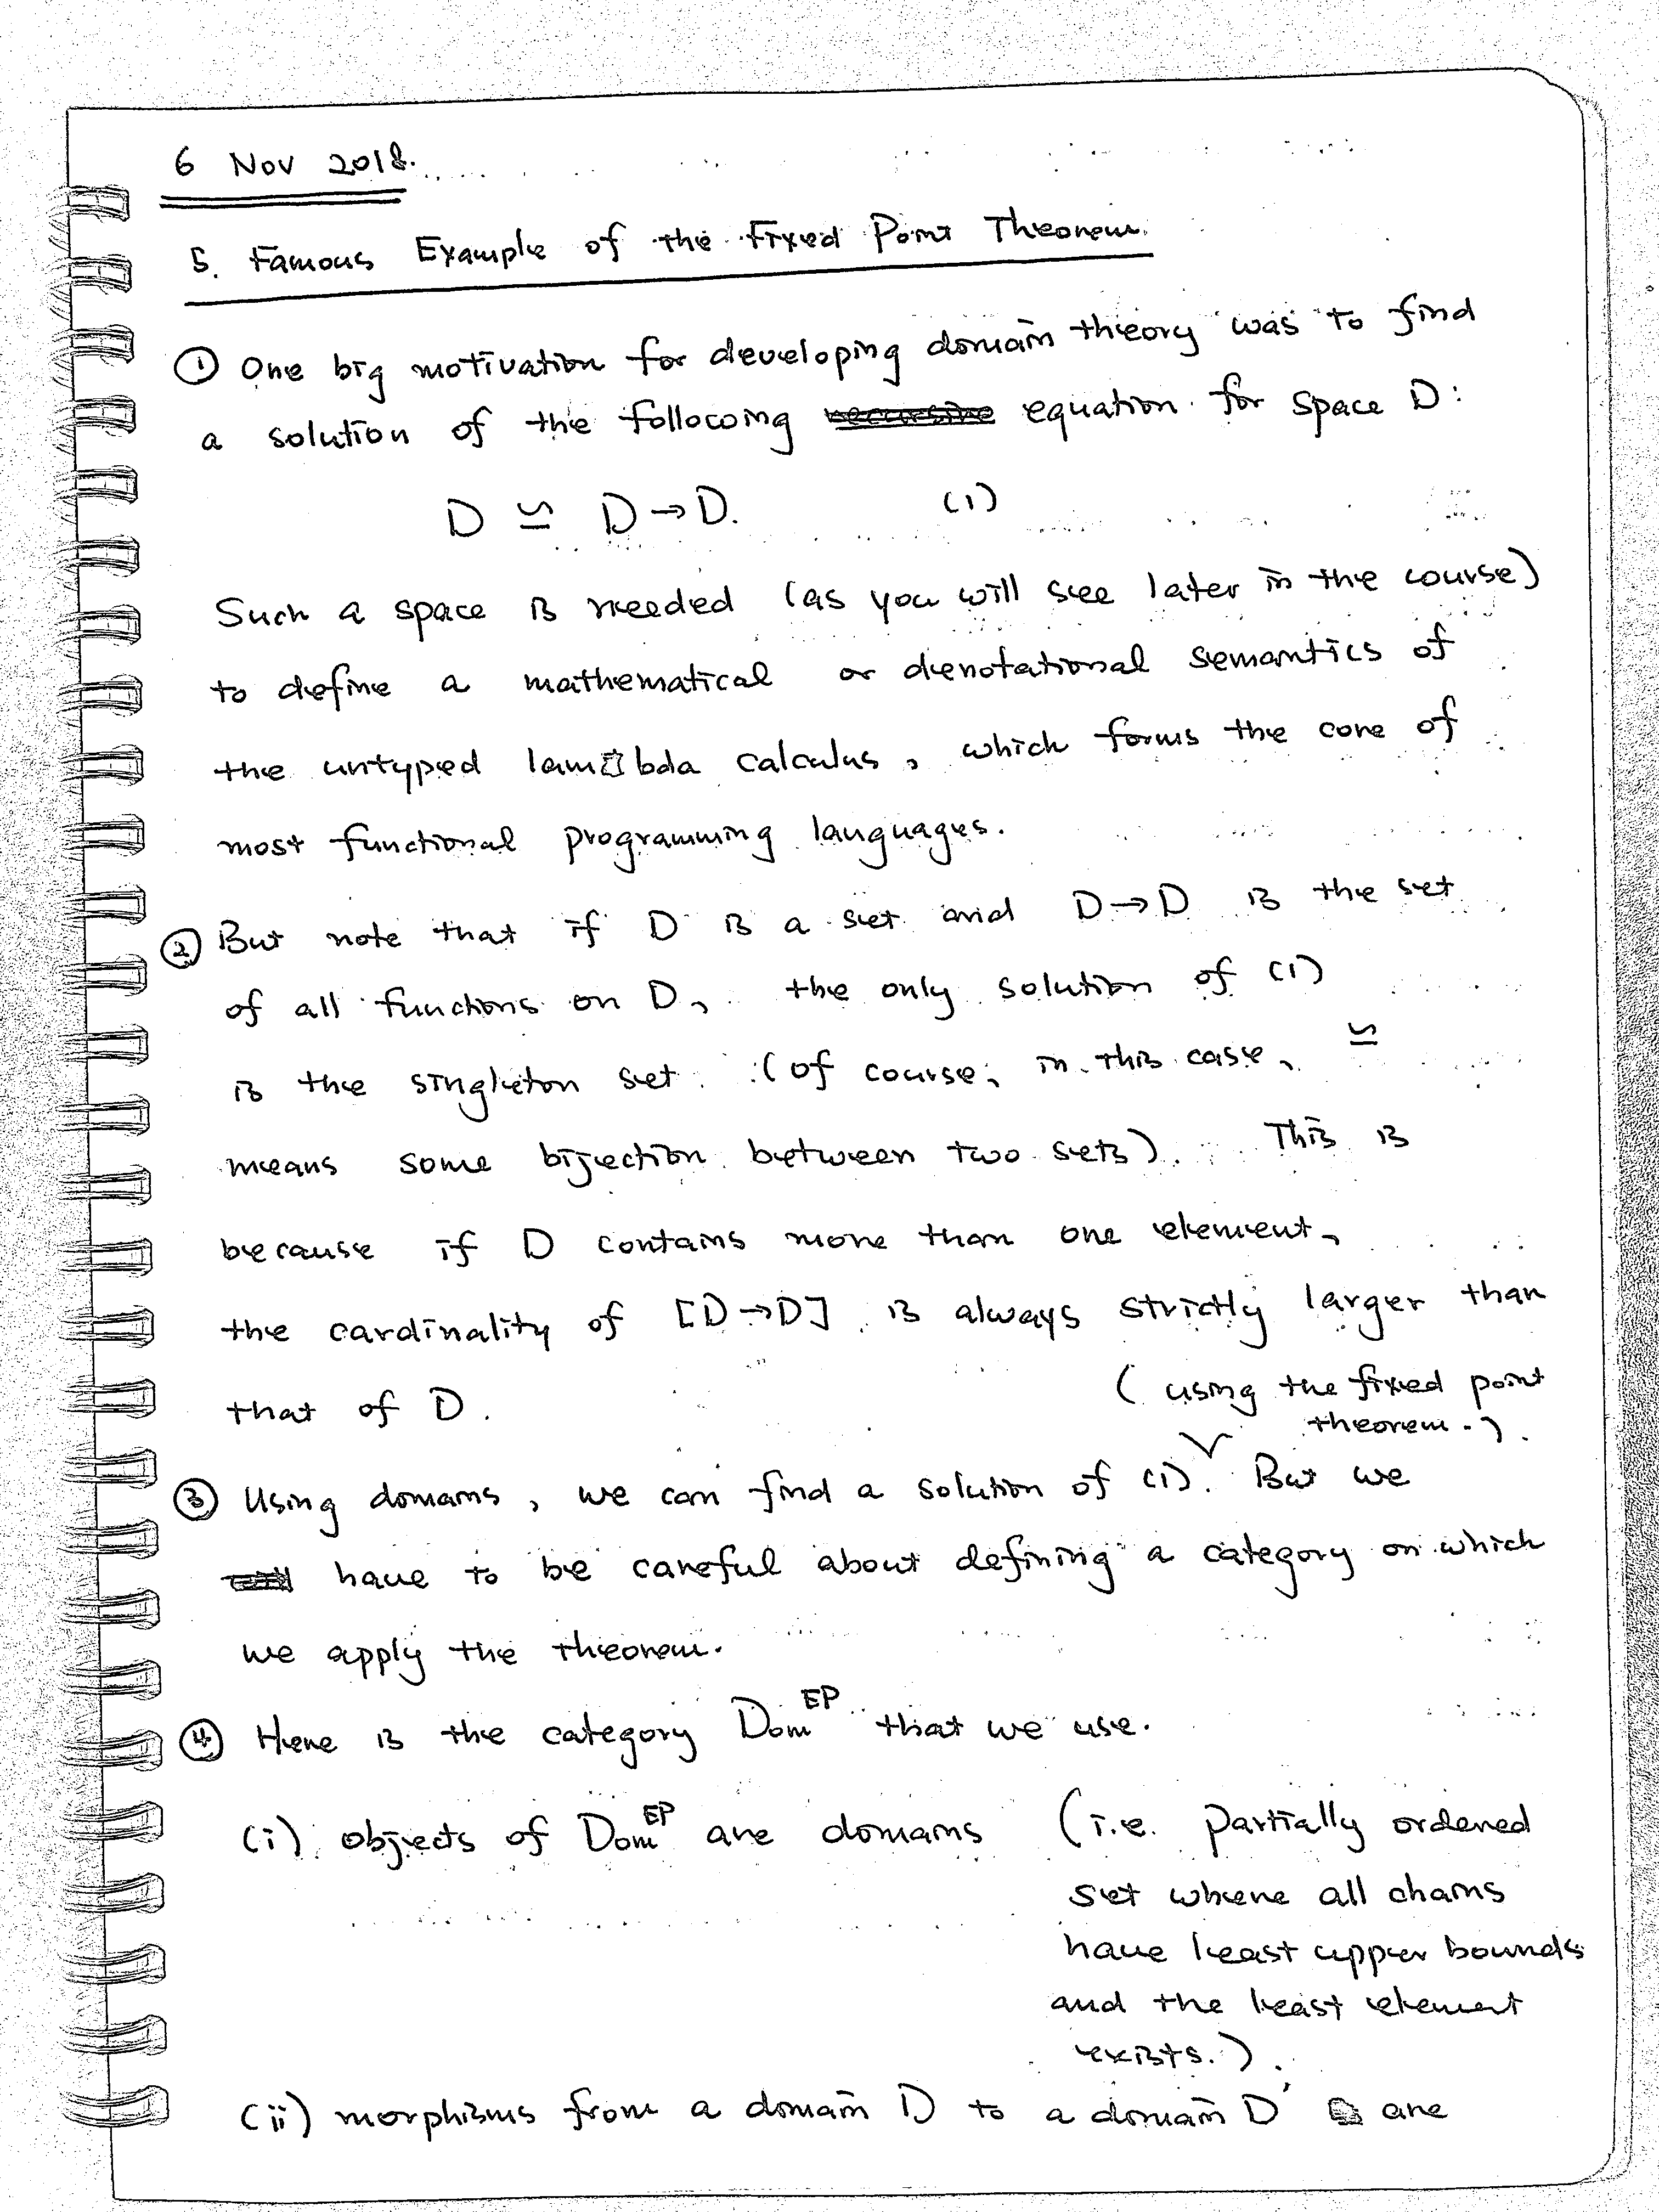 6 Nov 2018.
5. Famous Example of the Fixed Point Theorem.
① One big motivation for developing domain theory was to find
a solution of the following equation for space D:
D ≅ D→D. (1)
Such a space is needed (as you will see later in the course)
to define a mathematical or denotational semantics of
the untyped lambda calculus, which forms the core of
most functional programming languages.
② But note that if D is a set and D→D is the set
of all functions on D, the only solution of (1)
is the singleton set. (of course, in this case, ≅
means some bijection between two sets). This is
because if D contains more than one element,
the cardinality of [D→D] is always strictly larger than
that of D.
(using the fixed point
theorem.).
③ Using domains, we can find a solution of (1). But we
have to be careful about defining a category on which
we apply the theorem.
④ Here is the category Dom^EP that we use.
(i) objects of Dom^EP are domains (i.e. partially ordered
set where all chains
have least upper bounds
and the least element
exists.).
(ii) morphisms from a domain D to a domain D' are